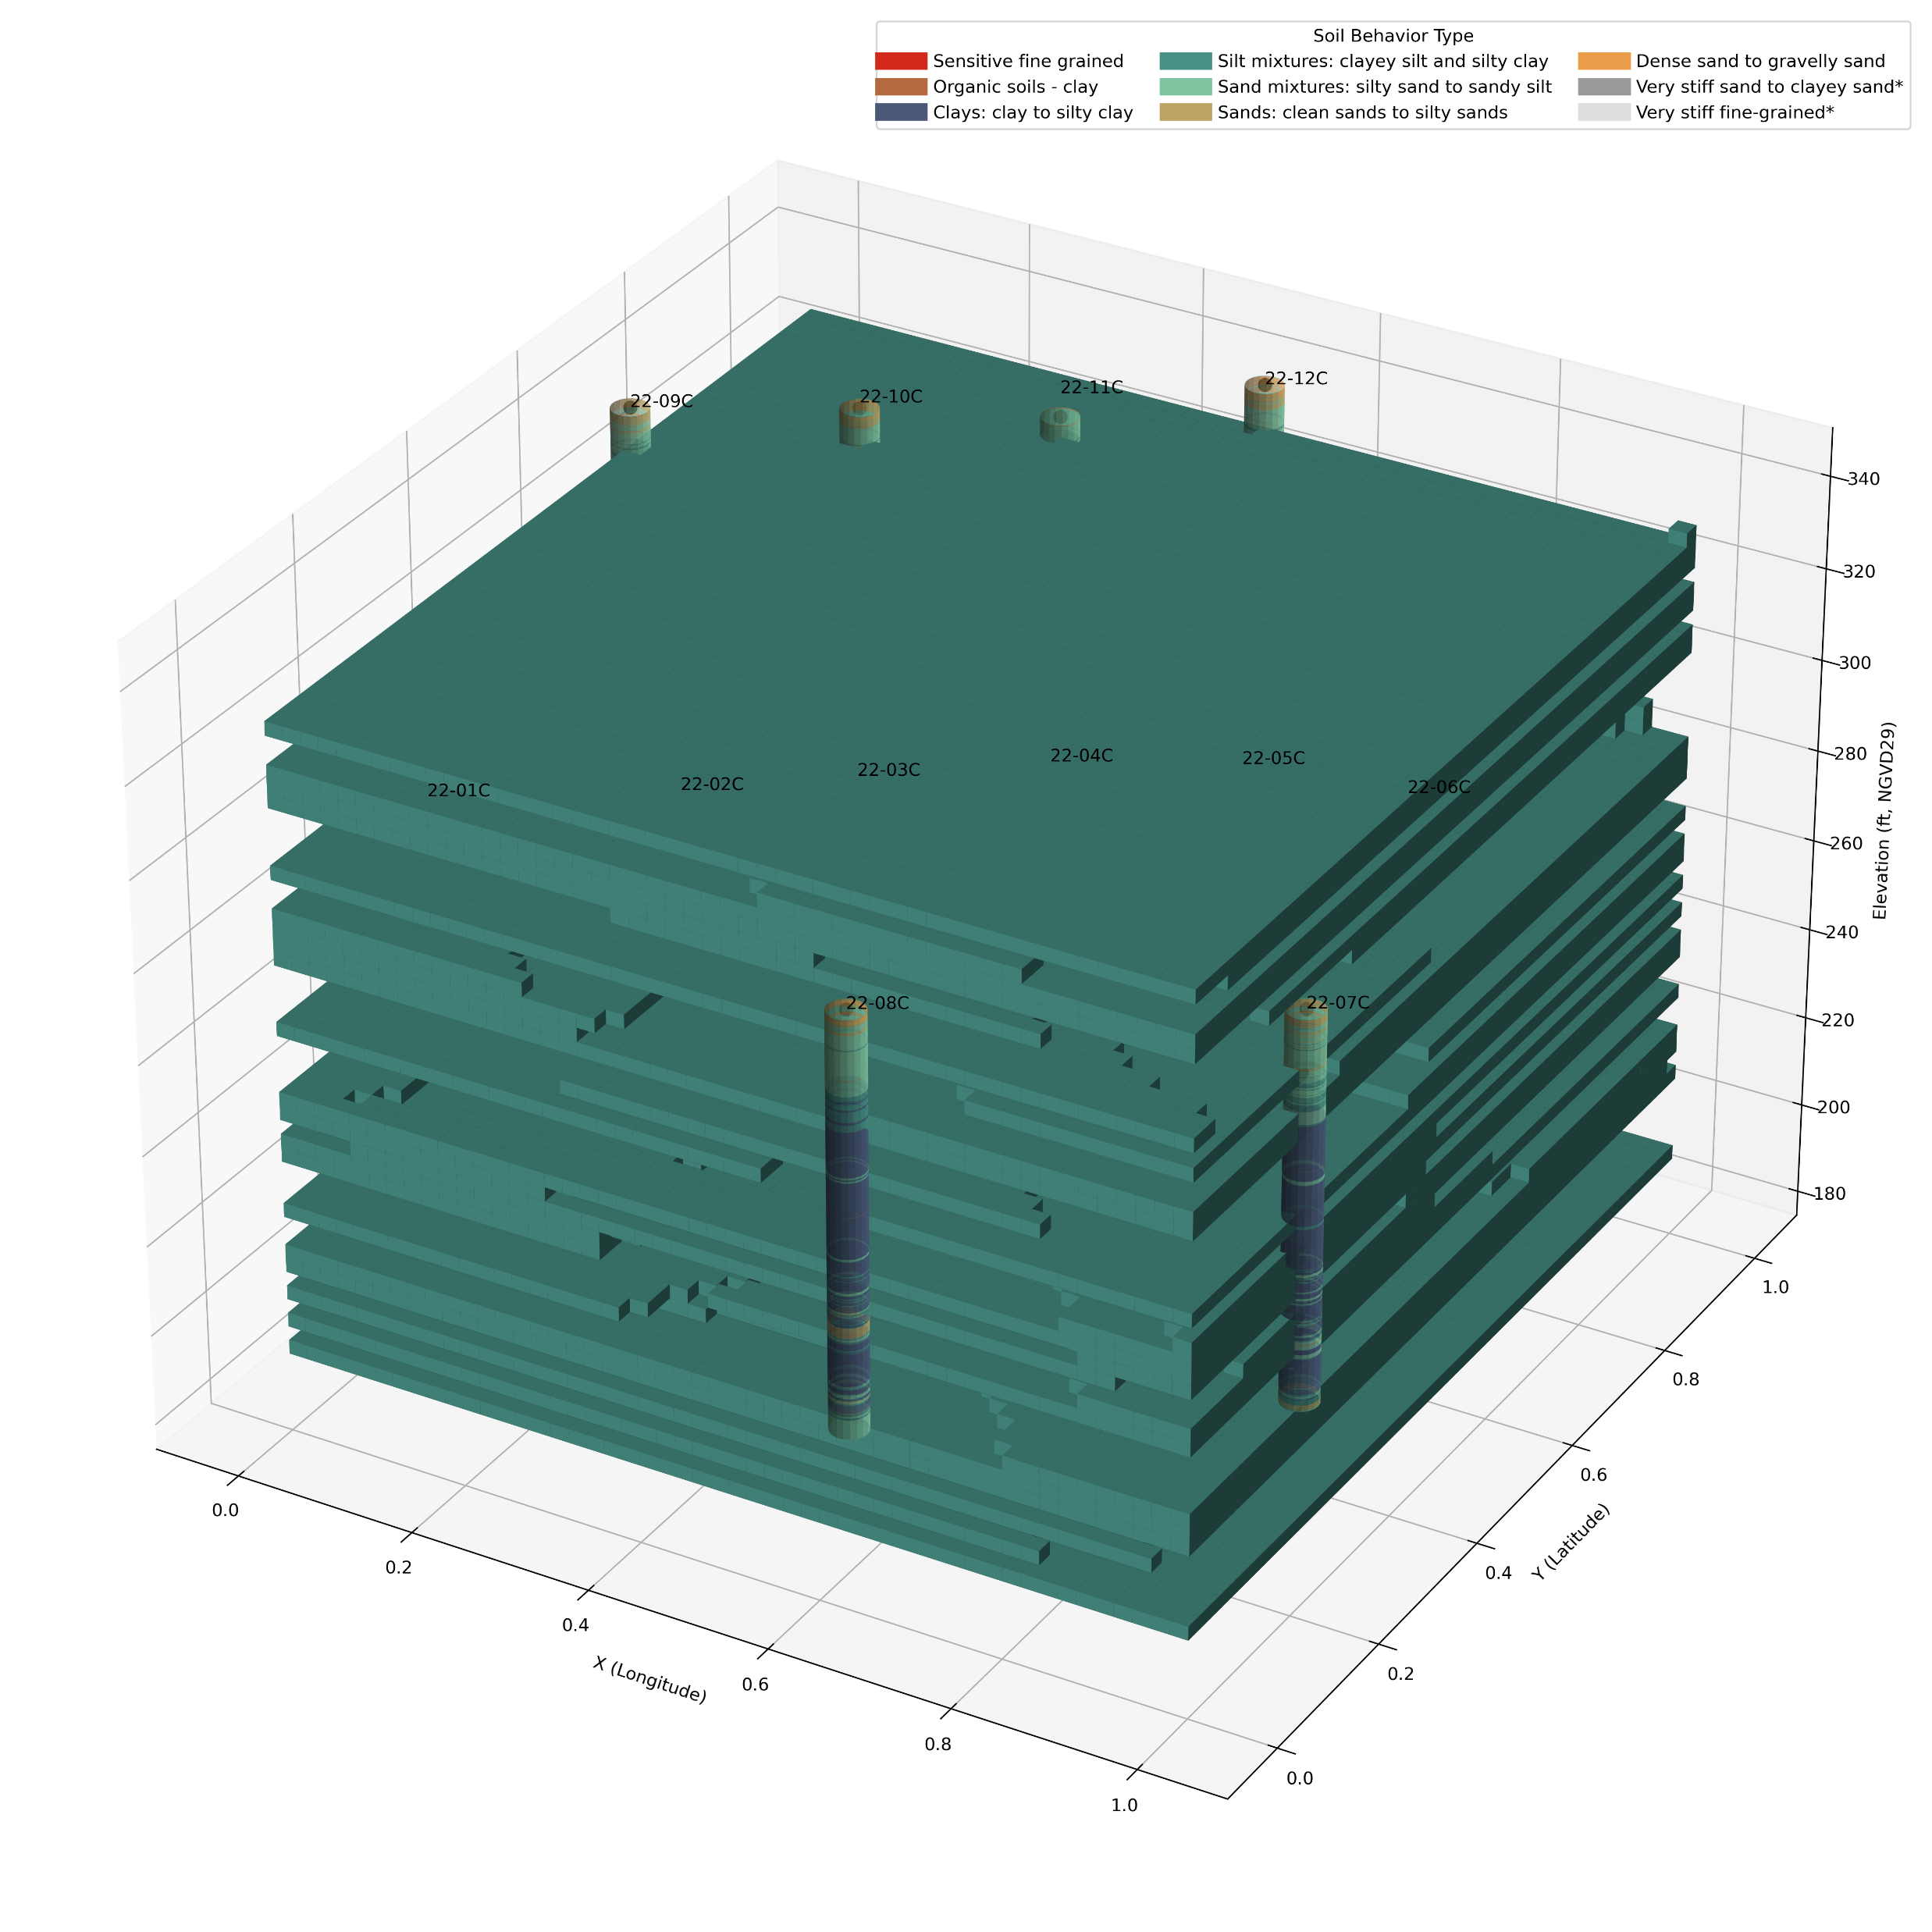 Soil Behavior Type
Sensitive fine grained
Organic soils - clay
Clays: clay to silty clay
Silt mixtures: clayey silt and silty clay
Sand mixtures: silty sand to sandy silt
Sands: clean sands to silty sands
Dense sand to gravelly sand
Very stiff sand to clayey sand*
Very stiff fine-grained*
22-12C
22-11C
22-10C
22-09C
22-04C
22-05C
22-03C
22-02C
22-06C
22-01C
22-08C
22-07C
340
320
300
280
260
240
220
200
180
Elevation (ft, NGVD29)
1.0
0.8
0.6
0.4
0.2
0.0
Y (Latitude)
0.0
0.2
0.4
0.6
0.8
1.0
X (Longitude)